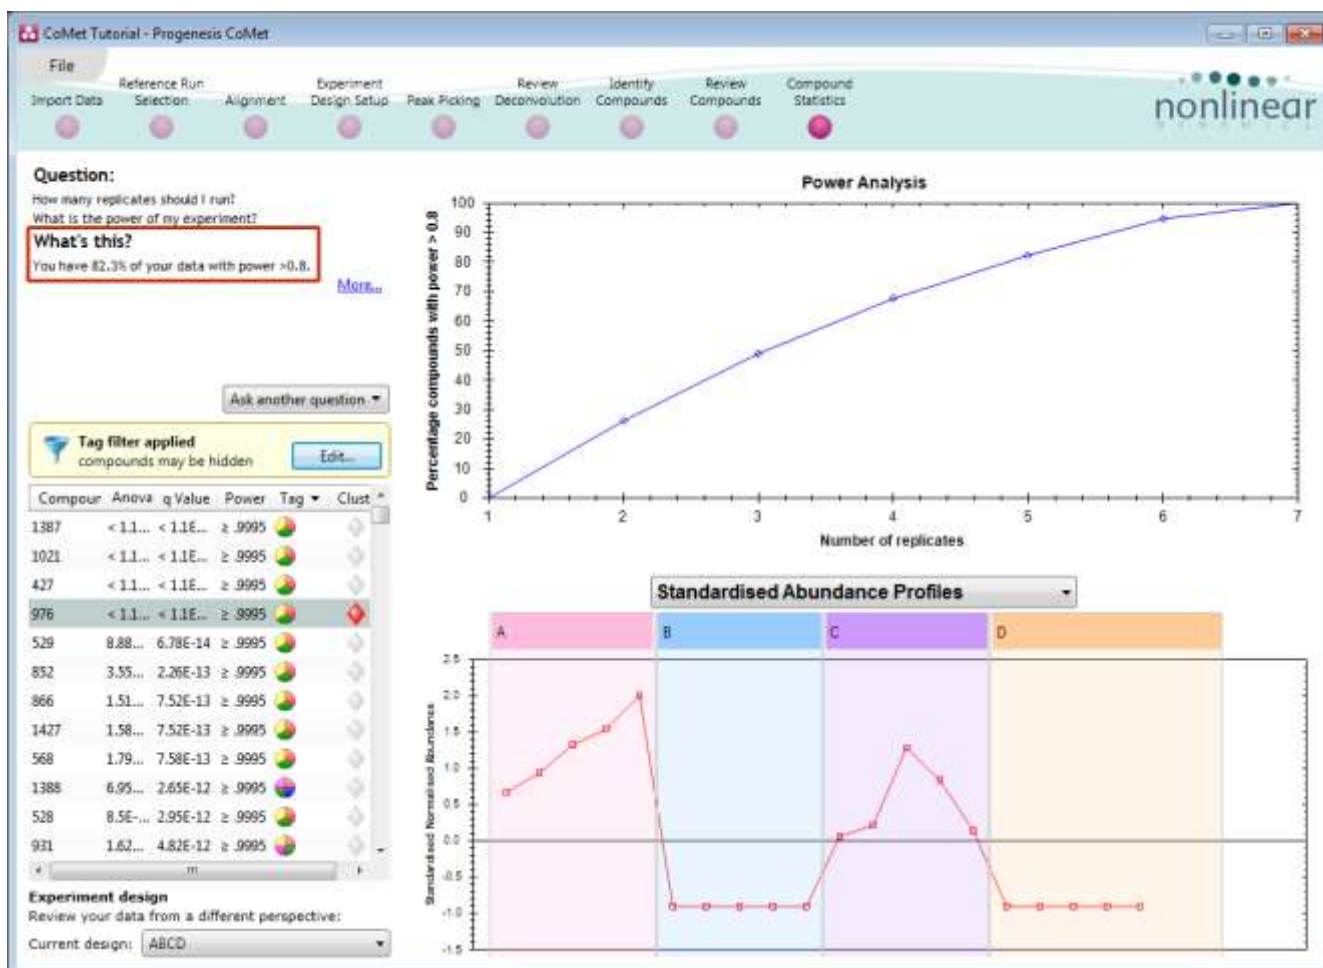 CoMet Tutorial - Progenesis CoMet
File
Import Data
Reference Run Selection
Alignment
Experiment Design Setup
Peak Picking
Review Deconvolution
Identify Compounds
Review Compounds
Compound Statistics
nonlinear
Question:
How many replicates should I run?
What is the power of my experiment?
What's this?
You have 82.3% of your data with power >0.8.
More...
Ask another question
Tag filter applied
compounds may be hidden
Edit...
Compour Anova q Value Power Tag Clust
1387 < 1.1... < 1.1E... ≥ .9995
1021 < 1.1... < 1.1E... ≥ .9995
427 < 1.1... < 1.1E... ≥ .9995
976 < 1.1... < 1.1E... ≥ .9995
529 8.88... 6.78E-14 ≥ .9995
852 3.55... 2.26E-13 ≥ .9995
866 1.51... 7.52E-13 ≥ .9995
1427 1.58... 7.52E-13 ≥ .9995
568 1.79... 7.58E-13 ≥ .9995
1388 6.95... 2.65E-12 ≥ .9995
528 8.5E-... 2.95E-12 ≥ .9995
931 1.62... 4.82E-12 ≥ .9995
Experiment design
Review your data from a different perspective:
Current design: ABCD
Power Analysis
Percentage compounds with power > 0.8
100
90
80
70
60
50
40
30
20
10
0
1 2 3 4 5 6 7
Number of replicates
Standardised Abundance Profiles
A B C D
Standardised Normalised Abundance
2.5
2.0
1.5
1.0
0.5
0.0
-0.5
-1.0
-1.5